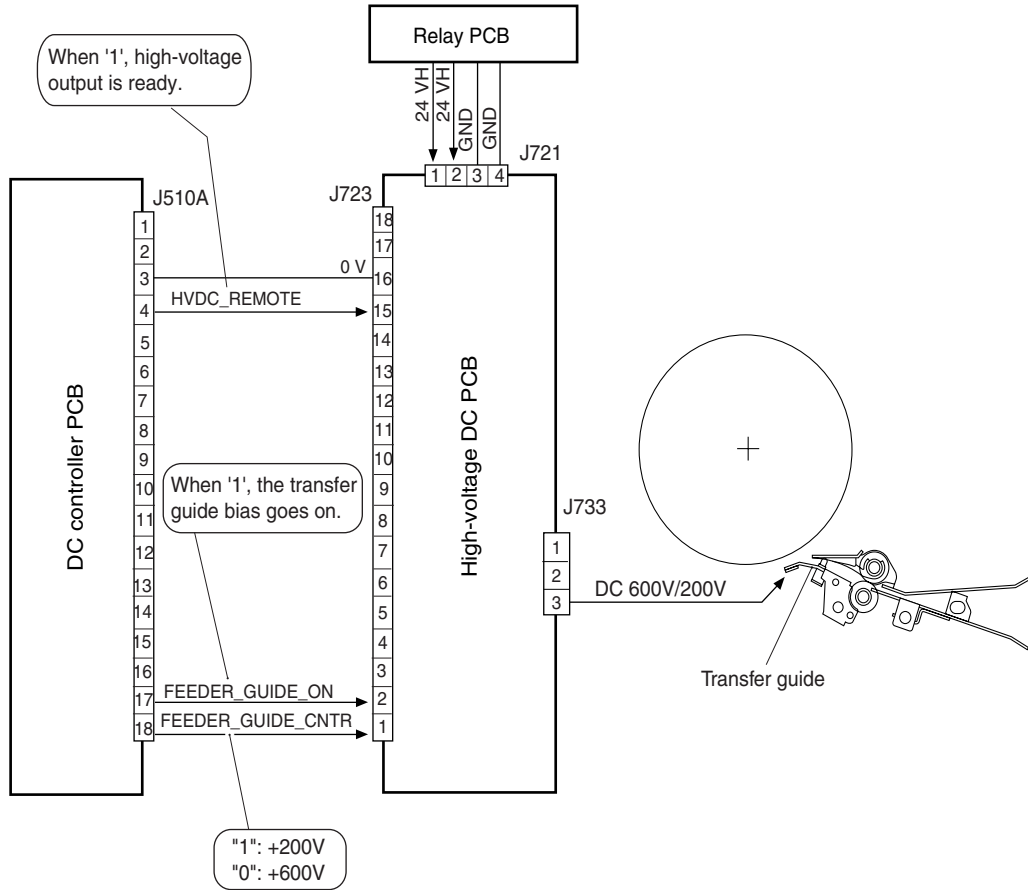 Relay PCB
When '1', high-voltage
output is ready.
24 VH
24 VH
GND
GND
J721
1 2 3 4
J510A
J723
1
2
3
4
5
6
7
8
9
10
11
12
13
14
15
16
17
18
18
17
16
15
14
13
12
11
10
9
8
7
6
5
4
3
2
1
0 V
HVDC_REMOTE
DC controller PCB
High-voltage DC PCB
When '1', the transfer
guide bias goes on.
J733
1
2
3
DC 600V/200V
Transfer guide
FEEDER_GUIDE_ON
FEEDER_GUIDE_CNTR
"1": +200V
"0": +600V